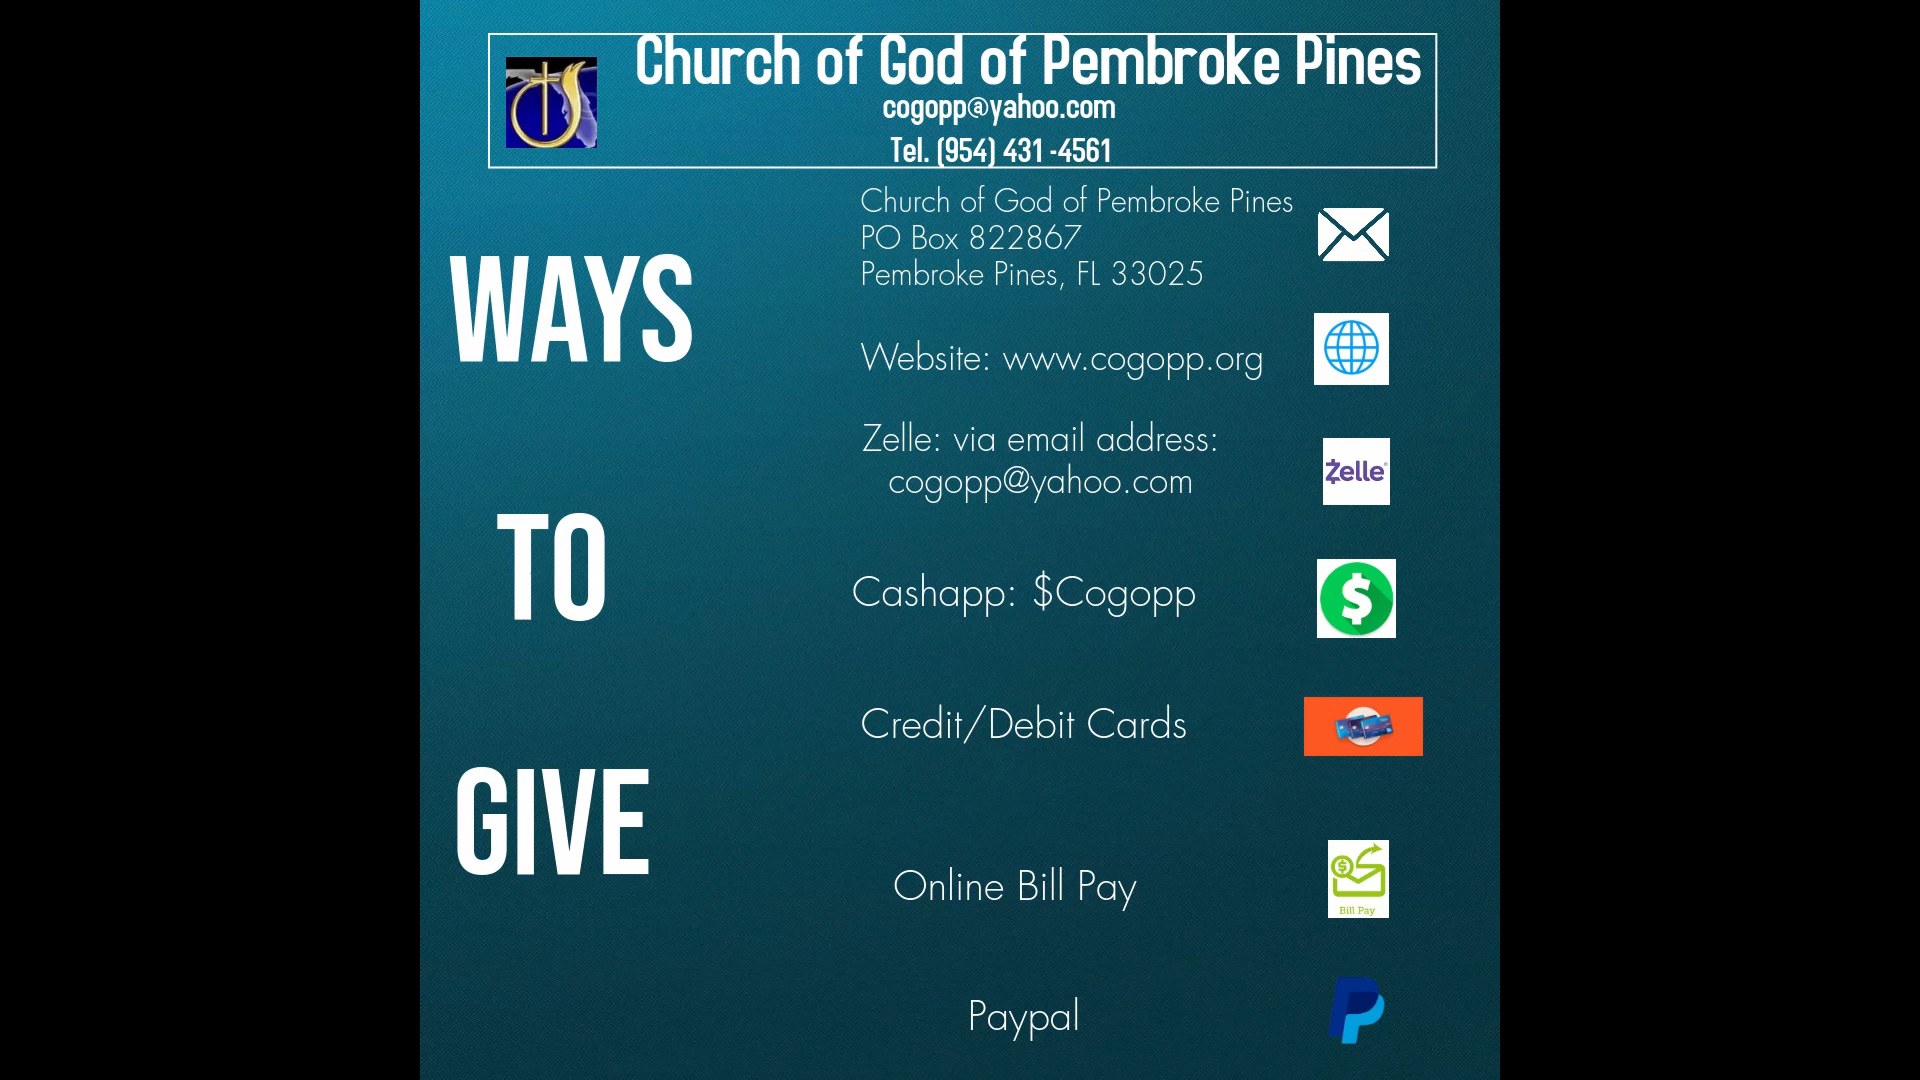 Church of God of Pembroke Pines
cogopp@yahoo.com
Tel. (954) 431 -4561
WAYS
TO
GIVE
Church of God of Pembroke Pines
PO Box 822867
Pembroke Pines, FL 33025
Website: www.cogopp.org
Zelle: via email address:
cogopp@yahoo.com
Zelle
Cashapp: $Cogopp
$
Credit/Debit Cards
Online Bill Pay
$
Bill Pay
Paypal